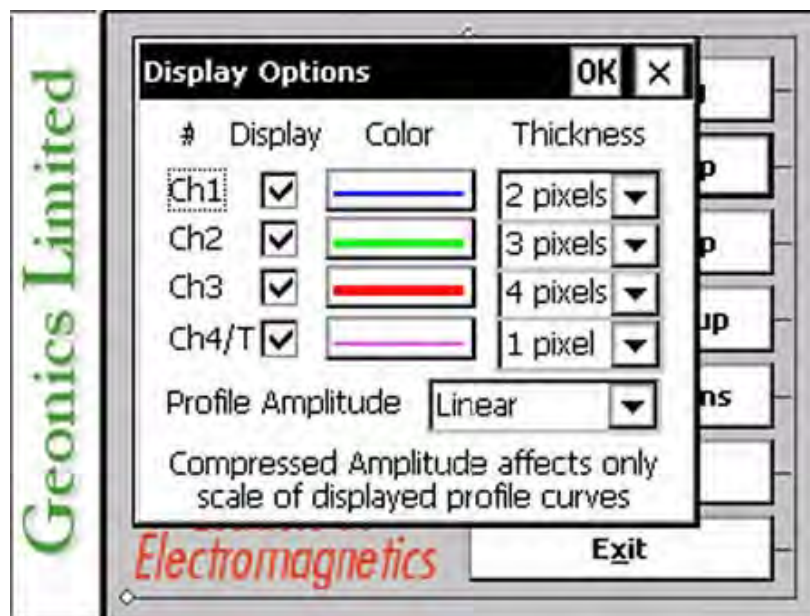 Geonics Limited
Display Options OK
# Display Color Thickness
Ch1 2 pixels
Ch2 3 pixels
Ch3 4 pixels
Ch4/T 1 pixel
Profile Amplitude Linear
Compressed Amplitude affects only
scale of displayed profile curves
Electromagnetics
Exit